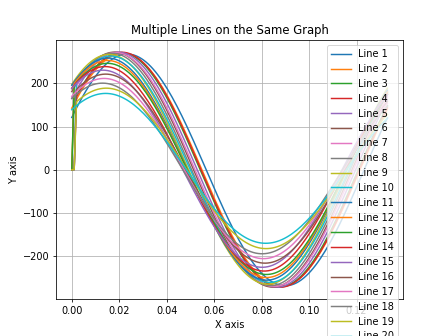 Multiple Lines on the Same Graph
Y axis
200
100
0
−100
−200
0.00
0.02
0.04
0.06
0.08
0.10
X axis
Line 1
Line 2
Line 3
Line 4
Line 5
Line 6
Line 7
Line 8
Line 9
Line 10
Line 11
Line 12
Line 13
Line 14
Line 15
Line 16
Line 17
Line 18
Line 19
Line 20